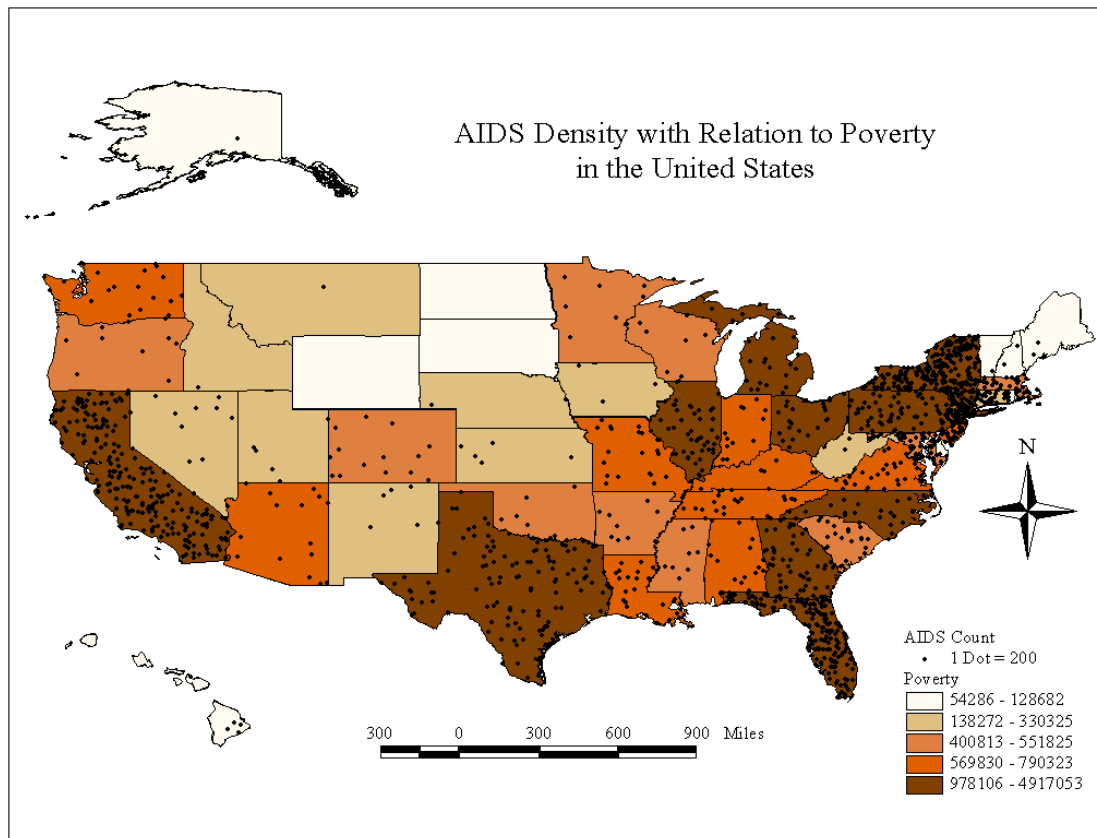 AIDS Density with Relation to Poverty
in the United States
N
AIDS Count
1 Dot = 200
Poverty
54286 - 128682
138272 - 330325
400813 - 551825
569830 - 790323
978106 - 4917053
300 0 300 600 900 Miles